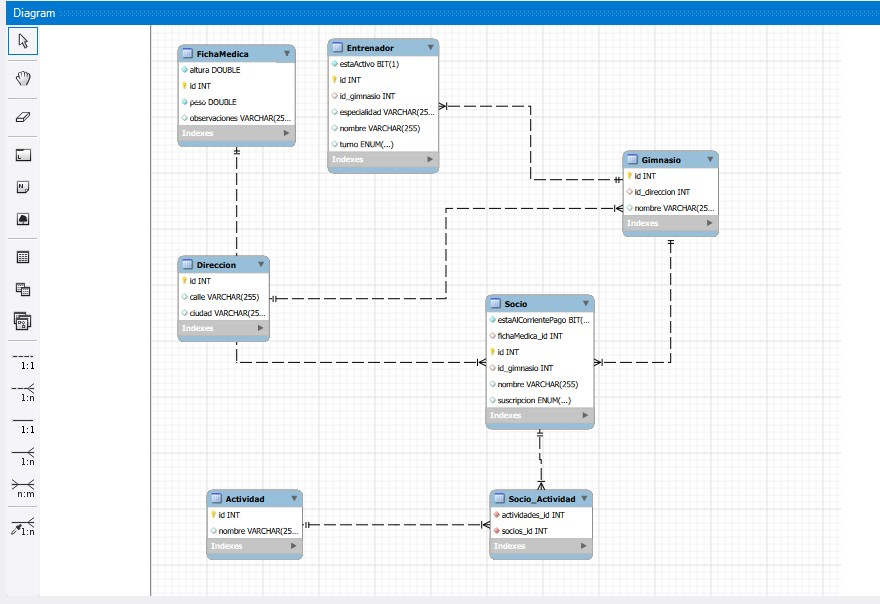 Diagram
FichaMedica
altura DOUBLE
id INT
peso DOUBLE
observaciones VARCHAR(25...
Indexes
Entrenador
estaActivo BIT(1)
id INT
id_gimnasio INT
especialidad VARCHAR(25...
nombre VARCHAR(255)
turno ENUM(...)
Indexes
Gimnasio
id INT
id_direccion INT
nombre VARCHAR(25...
Indexes
Direccion
id INT
calle VARCHAR(255)
ciudad VARCHAR(25...
Indexes
Socio
estaAlCorrientePago BIT(...
fichaMedica_id INT
id INT
id_gimnasio INT
nombre VARCHAR(255)
suscripcion ENUM(...)
Indexes
Actividad
id INT
nombre VARCHAR(25...
Indexes
Socio_Actividad
actividades_id INT
socios_id INT
Indexes
1:1
1:n
1:1
1:n
n:m
1:n